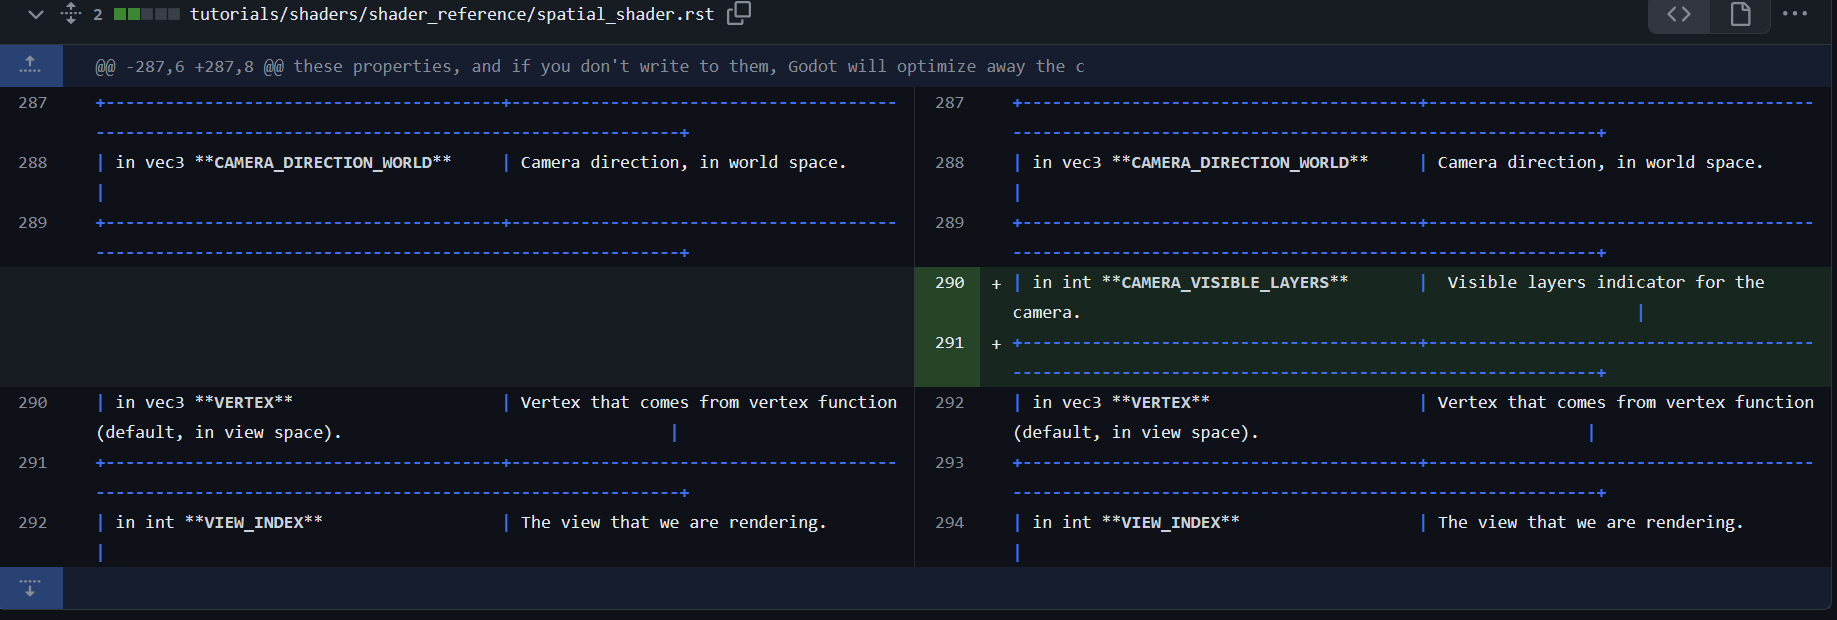 2 tutorials/shaders/shader_reference/spatial_shader.rst
@@ -287,6 +287,8 @@ these properties, and if you don't write to them, Godot will optimize away the c
287 +----------------------------------------+---------------------------------------
-----------------------------------------------------------+
288 | in vec3 **CAMERA_DIRECTION_WORLD** | Camera direction, in world space.
|
289 +----------------------------------------+---------------------------------------
-----------------------------------------------------------+
290 | in vec3 **VERTEX** | Vertex that comes from vertex function
(default, in view space). |
291 +----------------------------------------+---------------------------------------
-----------------------------------------------------------+
292 | in int **VIEW_INDEX** | The view that we are rendering.
|
287 +----------------------------------------+---------------------------------------
-----------------------------------------------------------+
288 | in vec3 **CAMERA_DIRECTION_WORLD** | Camera direction, in world space.
|
289 +----------------------------------------+---------------------------------------
-----------------------------------------------------------+
290 + | in int **CAMERA_VISIBLE_LAYERS** | Visible layers indicator for the
camera. |
291 + +----------------------------------------+---------------------------------------
-----------------------------------------------------------+
292 | in vec3 **VERTEX** | Vertex that comes from vertex function
(default, in view space). |
293 +----------------------------------------+---------------------------------------
-----------------------------------------------------------+
294 | in int **VIEW_INDEX** | The view that we are rendering.
|